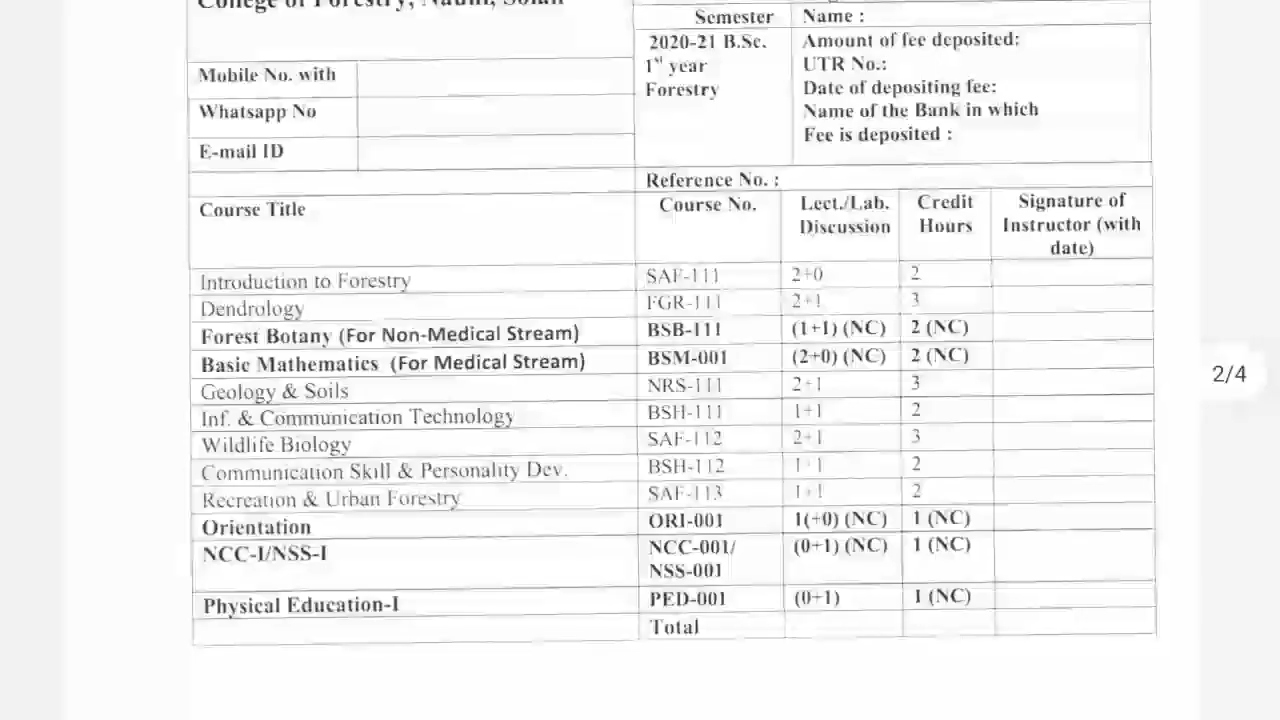 College of Forestry, Nauni, Solan
Semester
Name :
2020-21 B.Sc.
1st year
Forestry
Amount of fee deposited:
UTR No.:
Date of depositing fee:
Name of the Bank in which
Fee is deposited :
Mobile No. with
Whatsapp No
E-mail ID
Reference No. :
Course Title Course No. Lect./Lab. Discussion Credit Hours Signature of Instructor (with date)
Introduction to Forestry SAF-111 2+0 2
Dendrology FGR-111 2+1 3
Forest Botany (For Non-Medical Stream) BSB-111 (1+1) (NC) 2 (NC)
Basic Mathematics (For Medical Stream) BSM-001 (2+0) (NC) 2 (NC)
Geology & Soils NRS-111 2+1 3
Inf. & Communication Technology BSH-111 1+1 2
Wildlife Biology SAF-112 2+1 3
Communication Skill & Personality Dev. BSH-112 1+1 2
Recreation & Urban Forestry SAF-113 1+1 2
Orientation ORI-001 1(+0) (NC) 1 (NC)
NCC-I/NSS-I NCC-001/ (0+1) (NC) 1 (NC)
NSS-001
Physical Education-I PED-001 (0+1) 1 (NC)
Total
2/4